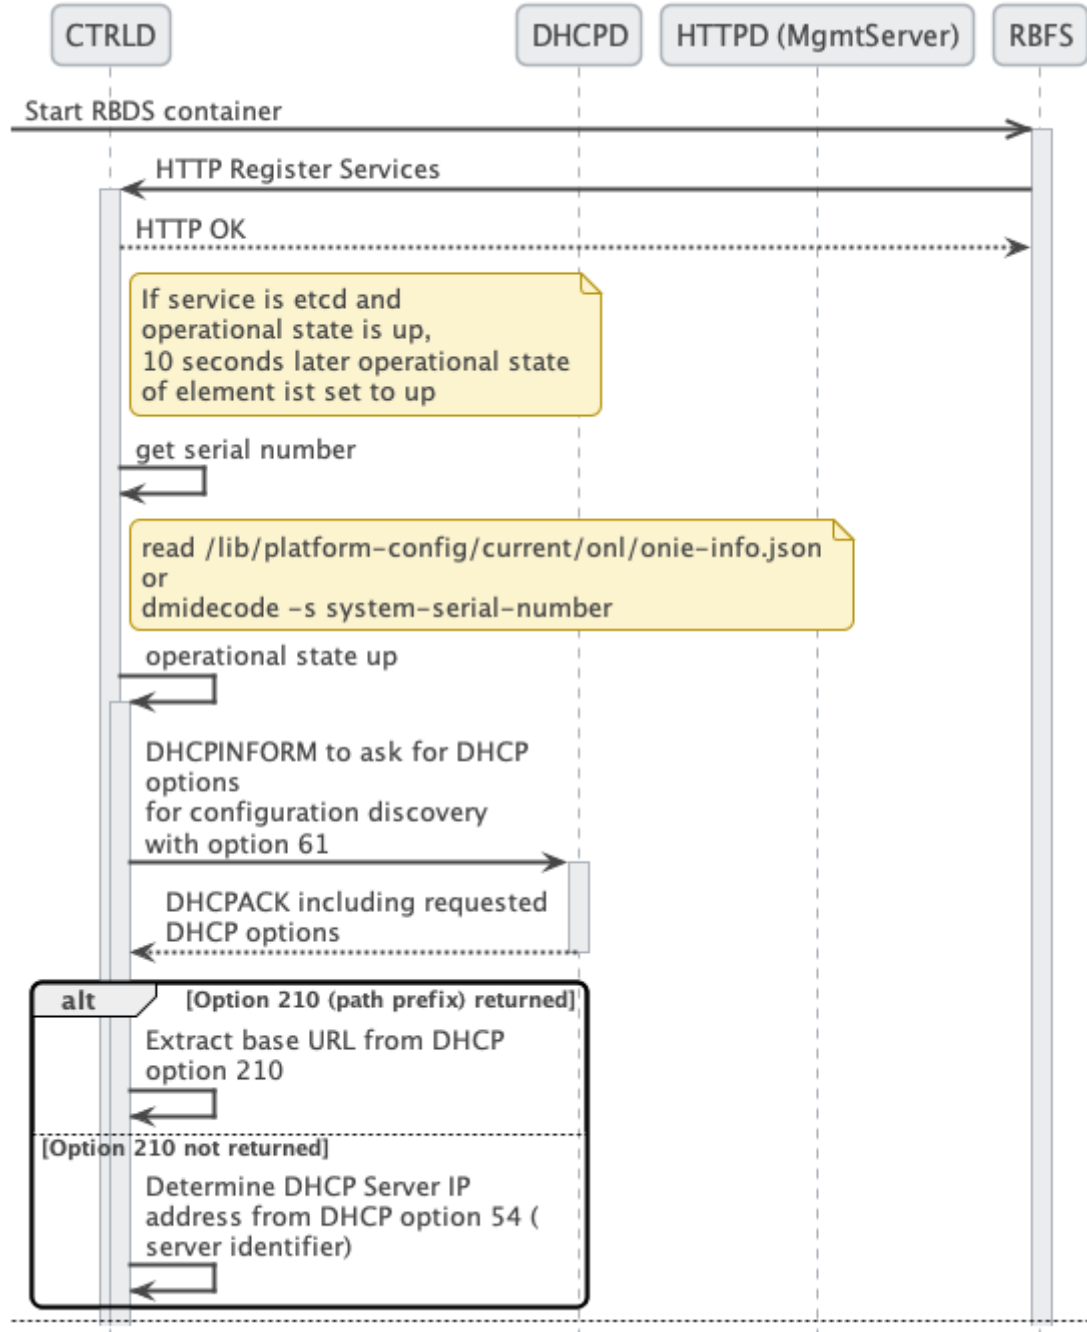 CTRLD
DHCPD
HTTPD (MgmtServer)
RBFS
Start RBDS container
HTTP Register Services
HTTP OK
If service is etcd and
operational state is up,
10 seconds later operational state
of element ist set to up
get serial number
read /lib/platform-config/current/onl/onie-info.json
or
dmidecode -s system-serial-number
operational state up
DHCPINFORM to ask for DHCP
options
for configuration discovery
with option 61
DHCPACK including requested
DHCP options
alt
[Option 210 (path prefix) returned]
Extract base URL from DHCP
option 210
[Option 210 not returned]
Determine DHCP Server IP
address from DHCP option 54 (
server identifier)